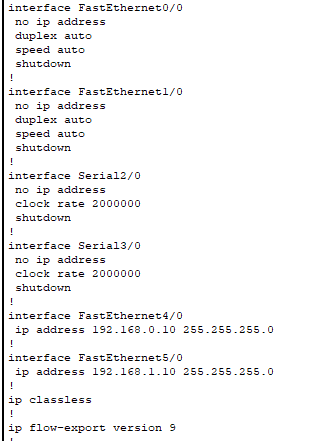 interface FastEthernet0/0
 no ip address
 duplex auto
 speed auto
 shutdown
!
interface FastEthernet1/0
 no ip address
 duplex auto
 speed auto
 shutdown
!
interface Serial2/0
 no ip address
 clock rate 2000000
 shutdown
!
interface Serial3/0
 no ip address
 clock rate 2000000
 shutdown
!
interface FastEthernet4/0
 ip address 192.168.0.10 255.255.255.0
!
interface FastEthernet5/0
 ip address 192.168.1.10 255.255.255.0
!
ip classless
!
ip flow-export version 9
!